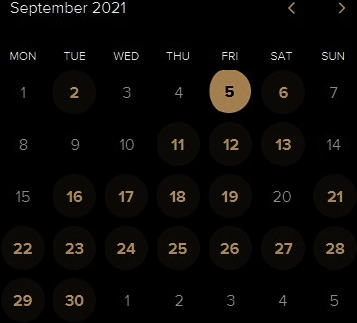 September 2021
MON TUE WED THU FRI SAT SUN
1 2 3 4 5 6 7
8 9 10 11 12 13 14
15 16 17 18 19 20 21
22 23 24 25 26 27 28
29 30 1 2 3 4 5